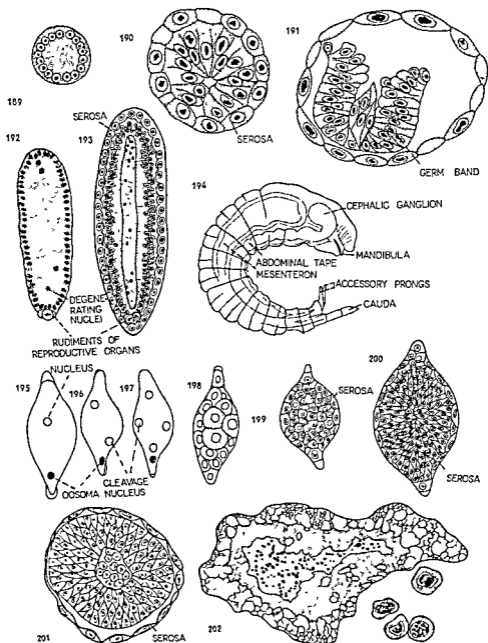 189
190
SEROSA
191
GERM BAND
192
SEROSA
193
DEGENE-
RATING
NUCLEI
RUDIMENTS OF
REPRODUCTIVE ORGANS
194
CEPHALIC GANGLION
MANDIBULA
ABDOMINAL TAPE
MESENTERON
ACCESSORY PRONGS
CAUDA
195
NUCLEUS
196
197
OOSOMA
CLEAVAGE
NUCLEUS
198
199
SEROSA
200
SEROSA
201
SEROSA
202